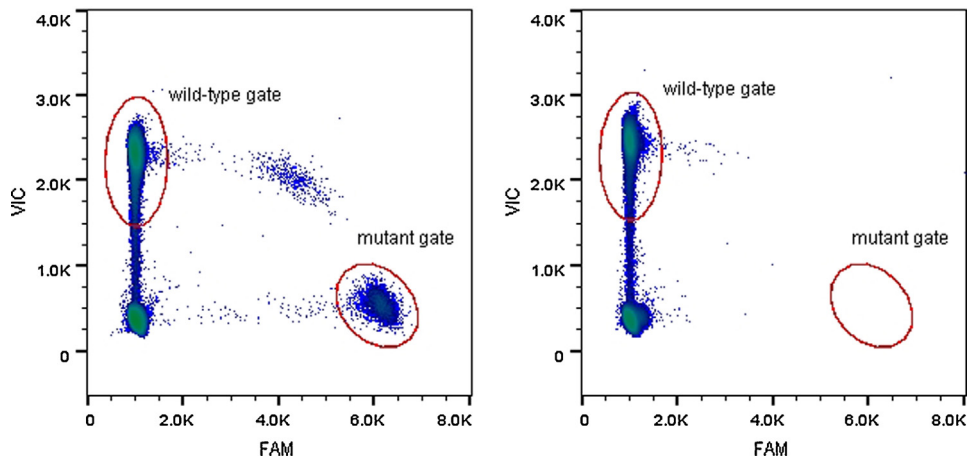 4.0K
3.0K
2.0K
1.0K
0
VIC
wild-type gate
mutant gate
0 2.0K 4.0K 6.0K 8.0K
FAM
4.0K
3.0K
2.0K
1.0K
0
VIC
wild-type gate
mutant gate
0 2.0K 4.0K 6.0K 8.0K
FAM